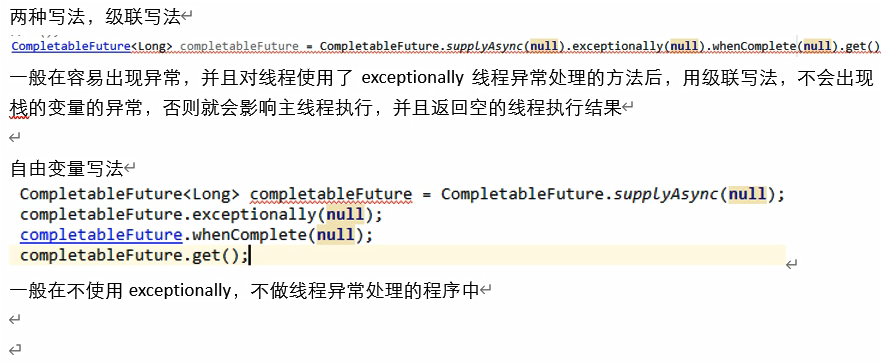 两种写法，级联写法
CompletableFuture<Long> completableFuture = CompletableFuture.supplyAsync(null).exceptionally(null).whenComplete(null).get()
一般在容易出现异常，并且对线程使用了 exceptionally 线程异常处理的方法后，用级联写法，不会出现
栈的变量的异常，否则就会影响主线程执行，并且返回空的线程执行结果
自由变量写法
CompletableFuture<Long> completableFuture = CompletableFuture.supplyAsync(null);
completableFuture.exceptionally(null);
completableFuture.whenComplete(null);
completableFuture.get();
一般在不使用 exceptionally，不做线程异常处理的程序中